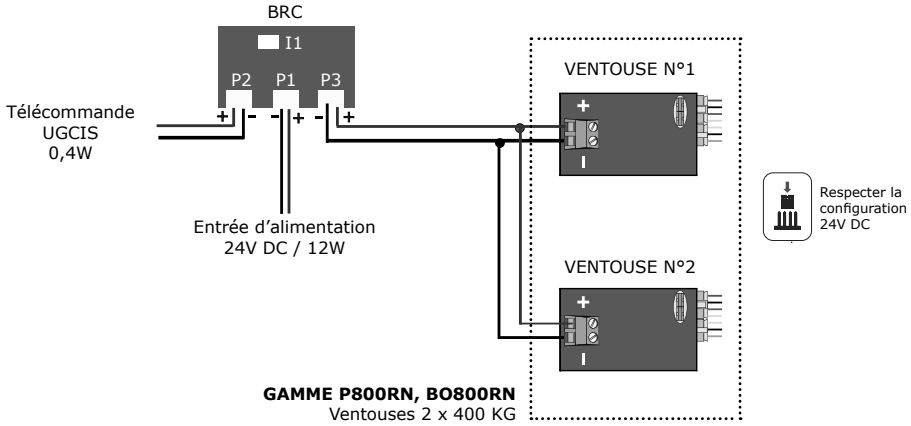 BRC
I1
P2 P1 P3
+ - - + - +
Télécommande
UGCIS
0,4W
Entrée d’alimentation
24V DC / 12W
VENTOUSE N°1
+
-
VENTOUSE N°2
+
-
Respecter la
configuration
24V DC
GAMME P800RN, BO800RN
Ventouses 2 x 400 KG